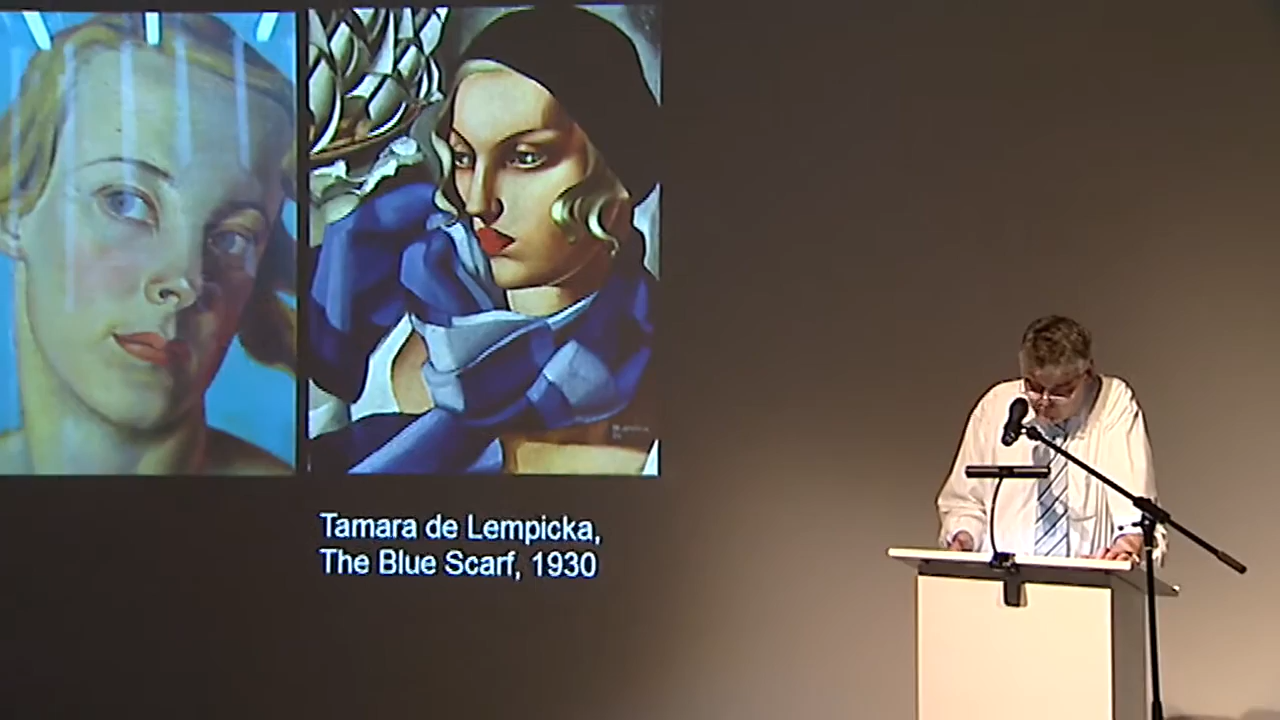 Tamara de Lempicka,
The Blue Scarf, 1930